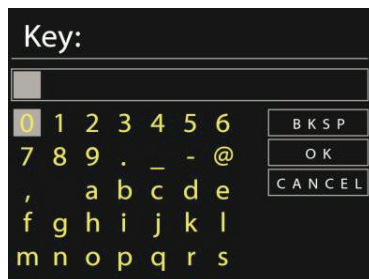 Key:
0 1 2 3 4 5 6 BKSP
7 8 9 . _ - @ OK
, a b c d e CANCEL
f g h i j k l
m n o p q r s